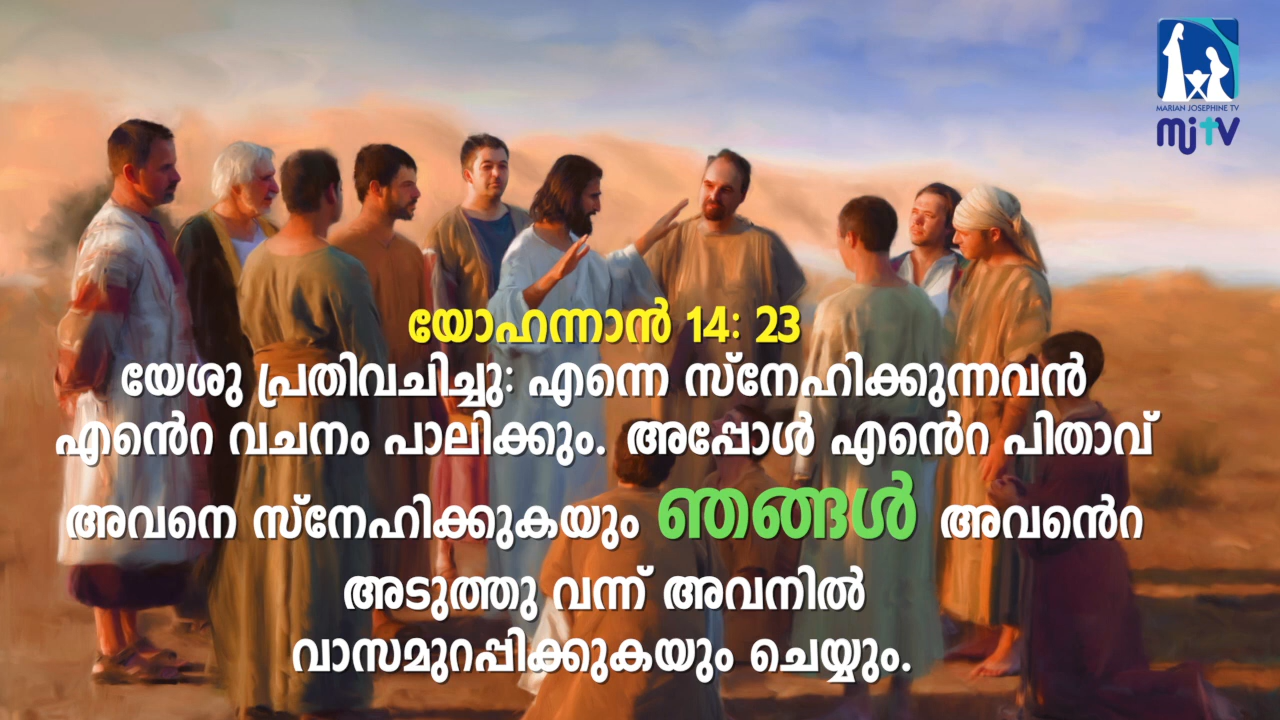 MARIAN JOSEPHINE TV
mjtv
യോഹന്നാൻ 14: 23
യേശു പ്രതിവചിച്ചു: എന്നെ സ്നേഹിക്കുന്നവൻ
എൻെറ വചനം പാലിക്കും. അപ്പോൾ എൻെറ പിതാവ്
അവനെ സ്നേഹിക്കുകയും ഞങ്ങൾ അവൻെറ
അടുത്തു വന്ന് അവനിൽ
വാസമുറപ്പിക്കുകയും ചെയ്യും.